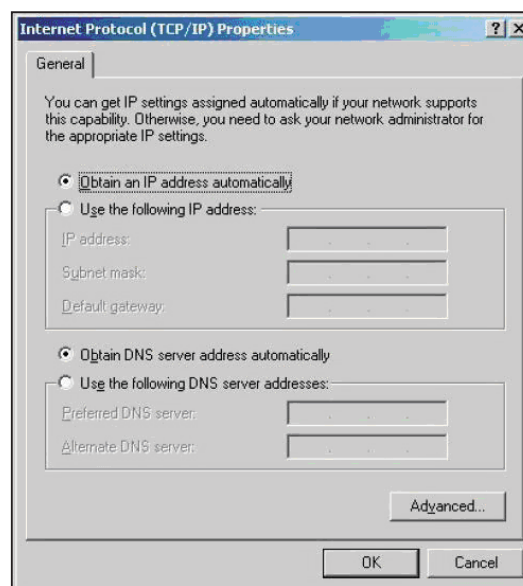 Internet Protocol (TCP/IP) Properties
General
You can get IP settings assigned automatically if your network supports
this capability. Otherwise, you need to ask your network administrator for
the appropriate IP settings.
Obtain an IP address automatically
Use the following IP address:
IP address:
Subnet mask:
Default gateway:
Obtain DNS server address automatically
Use the following DNS server addresses:
Preferred DNS server:
Alternate DNS server:
Advanced...
OK
Cancel